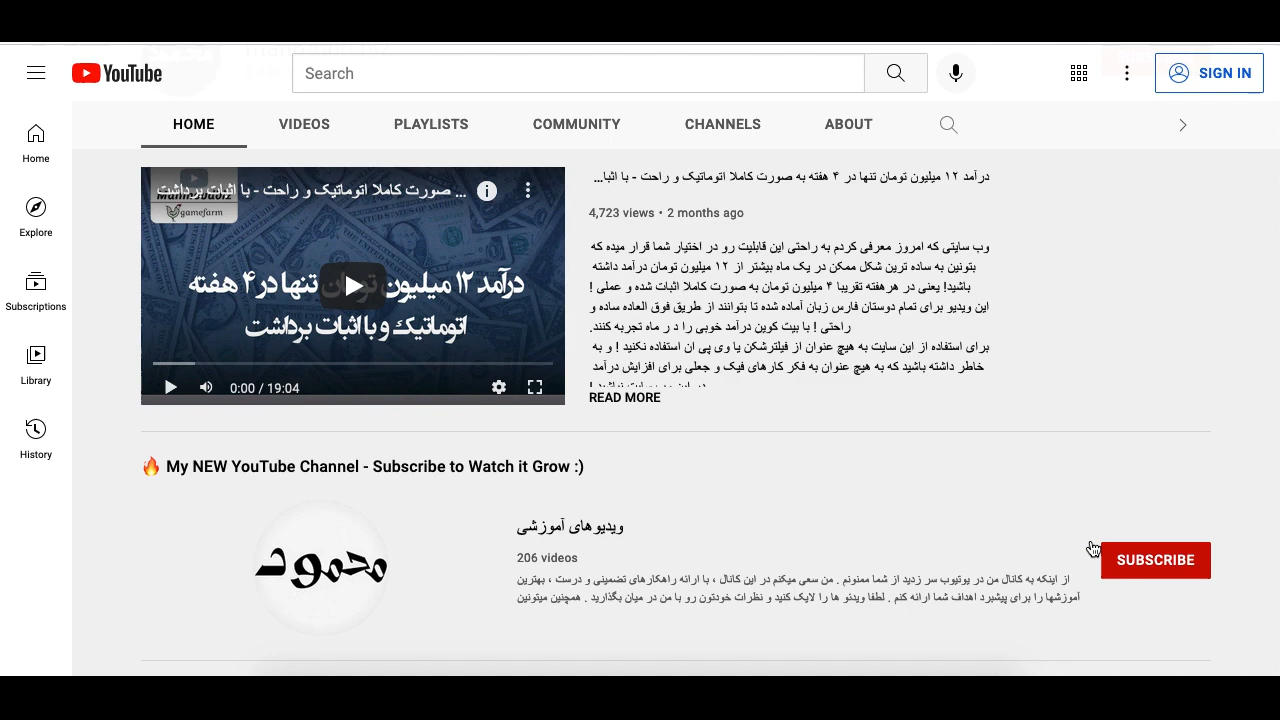 YouTube
Search
SIGN IN
HOME
VIDEOS
PLAYLISTS
COMMUNITY
CHANNELS
ABOUT
Home
Explore
Subscriptions
Library
History
... صورت کاملا اتوماتیک و راحت - با اثبات برداشت
gamefarm
درآمد ۱۲ میلیون تومان تنها در ۴ هفته
اتوماتیک و با اثبات برداشت
0:00 / 19:04
درآمد ۱۲ میلیون تومان تنها در ۴ هفته به صورت کاملا اتوماتیک و راحت - با اثبا...
4,723 views • 2 months ago
وب سایتی که امروز معرفی کردم به راحتی این قابلیت رو در اختیار شما قرار میده که
بتونین به ساده ترین شکل ممکن در یک ماه بیشتر از ۱۲ میلیون تومان درآمد داشته
باشید! یعنی در هرهفته تقریبا ۴ میلیون تومان به صورت کاملا اثبات شده و عملی !
این ویدیو برای تمام دوستان فارس زبان آماده شده تا بتوانند از طریق فوق العاده ساده و
راحتی ! با بیت کوین درآمد خوبی را د ر ماه تجربه کنند.
برای استفاده از این سایت به هیچ عنوان از فیلترشکن یا وی پی ان استفاده نکنید ! و به
خاطر داشته باشید که به هیچ عنوان به فکر کارهای فیک و جعلی برای افزایش درآمد
READ MORE
🔥 My NEW YouTube Channel - Subscribe to Watch it Grow :)
محمود
ویدیوهای آموزشی
206 videos
از اینکه به کانال من در یوتیوب سر زدید از شما ممنونم . من سعی میکنم در این کانال ، با ارائه راهکارهای تضمینی و درست ، بهترین
آموزشها را برای پیشبرد اهداف شما ارائه کنم . لطفا ویدئو ها را لایک کنید و نظرات خودتون رو با من در میان بگذارید . همچنین میتونین
SUBSCRIBE